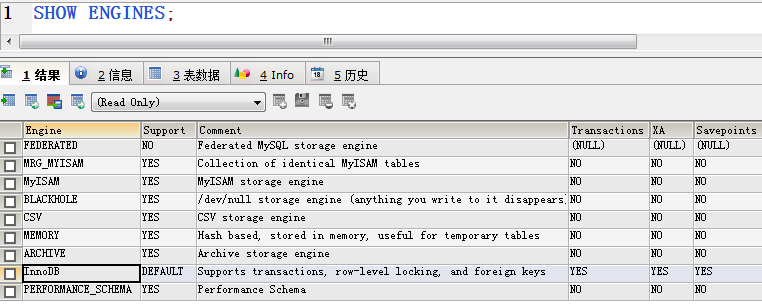 1 SHOW ENGINES;
1 结果 2 信息 3 表数据 4 Info 5 历史
(Read Only)
Engine Support Comment Transactions XA Savepoints
FEDERATED NO Federated MySQL storage engine (NULL) (NULL) (NULL)
MRG_MYISAM YES Collection of identical MyISAM tables NO NO NO
MyISAM YES MyISAM storage engine NO NO NO
BLACKHOLE YES /dev/null storage engine (anything you write to it disappears) NO NO NO
CSV YES CSV storage engine NO NO NO
MEMORY YES Hash based, stored in memory, useful for temporary tables NO NO NO
ARCHIVE YES Archive storage engine NO NO NO
InnoDB DEFAULT Supports transactions, row-level locking, and foreign keys YES YES YES
PERFORMANCE_SCHEMA YES Performance Schema NO NO NO